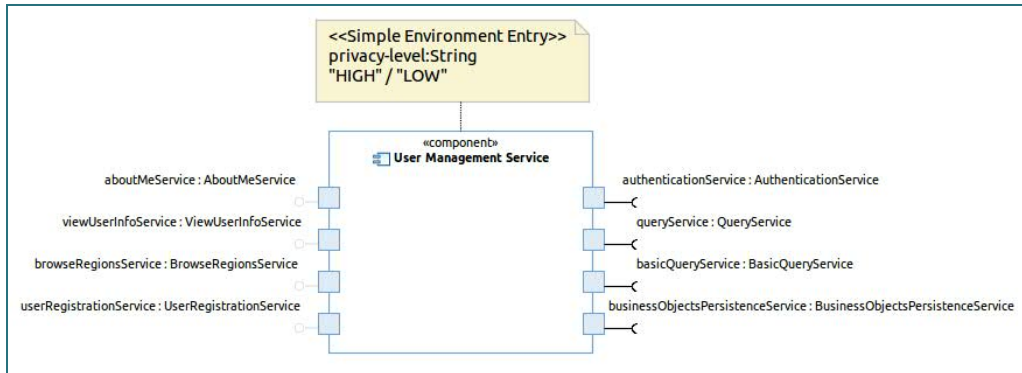 <<Simple Environment Entry>>
privacy-level:String
"HIGH" / "LOW"
«component»
User Management Service
aboutMeService : AboutMeService
authenticationService : AuthenticationService
viewUserInfoService : ViewUserInfoService
queryService : QueryService
browseRegionsService : BrowseRegionsService
basicQueryService : BasicQueryService
userRegistrationService : UserRegistrationService
businessObjectsPersistenceService : BusinessObjectsPersistenceService